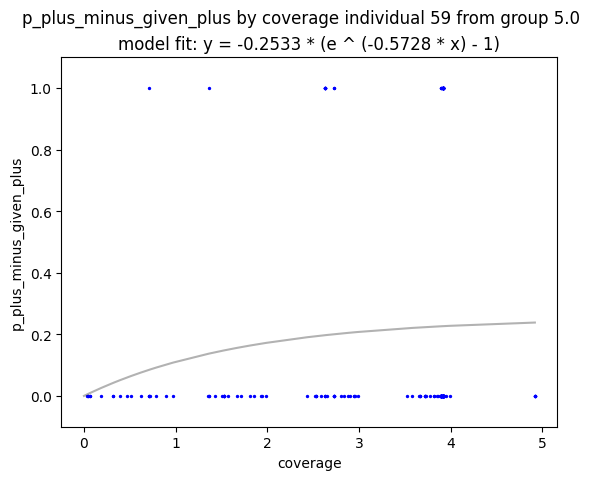 p_plus_minus_given_plus by coverage individual 59 from group 5.0
model fit: y = -0.2533 * (e ^ (-0.5728 * x) - 1)
1.0
0.8
0.6
0.4
0.2
0.0
p_plus_minus_given_plus
0 1 2 3 4 5
coverage